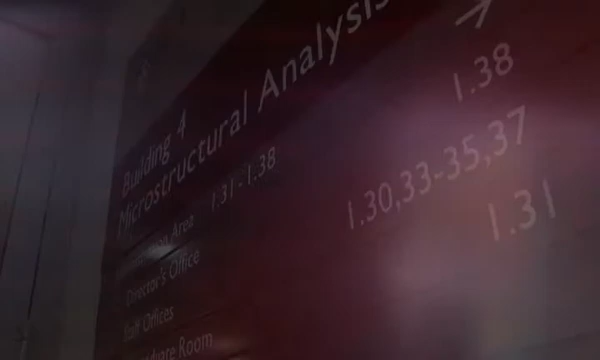 Building 4
Microstructural Analysis
1.31-1.38
Area 1.38
Director's Office 1.30,33-35,37
Staff Offices 1.31
Room